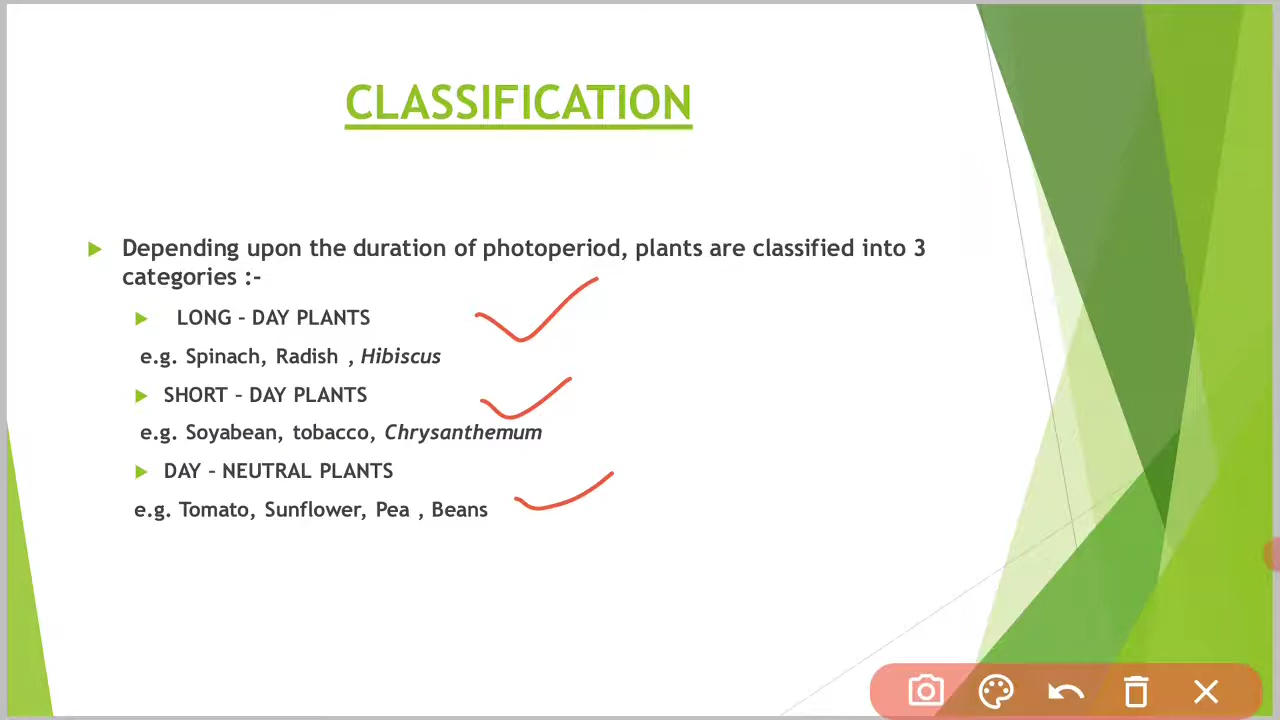 CLASSIFICATION
Depending upon the duration of photoperiod, plants are classified into 3
categories :-
LONG – DAY PLANTS
e.g. Spinach, Radish , Hibiscus
SHORT – DAY PLANTS
e.g. Soyabean, tobacco, Chrysanthemum
DAY – NEUTRAL PLANTS
e.g. Tomato, Sunflower, Pea , Beans